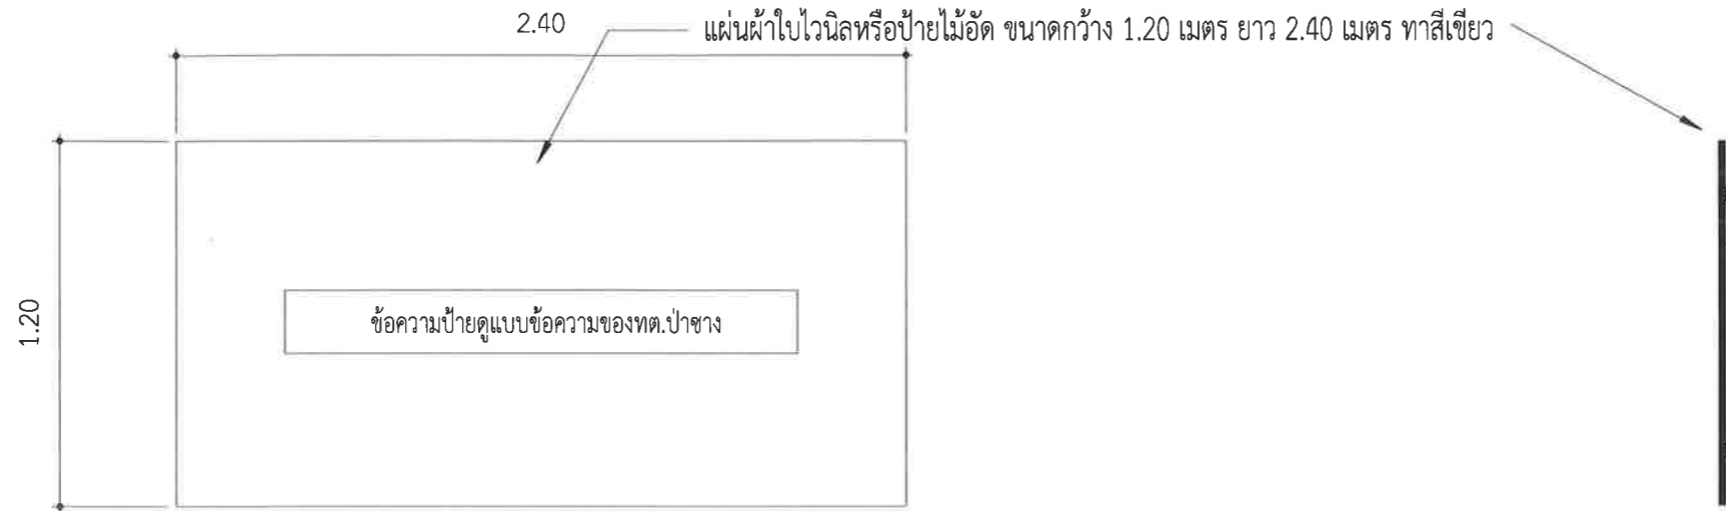 2.40
แผ่นผ้าใบไวนิลหรือป้ายไม้อัด ขนาดกว้าง 1.20 เมตร ยาว 2.40 เมตร ทาสีเขียว
1.20
ข้อความป้ายดูแบบข้อความของทต.ป่าซาง